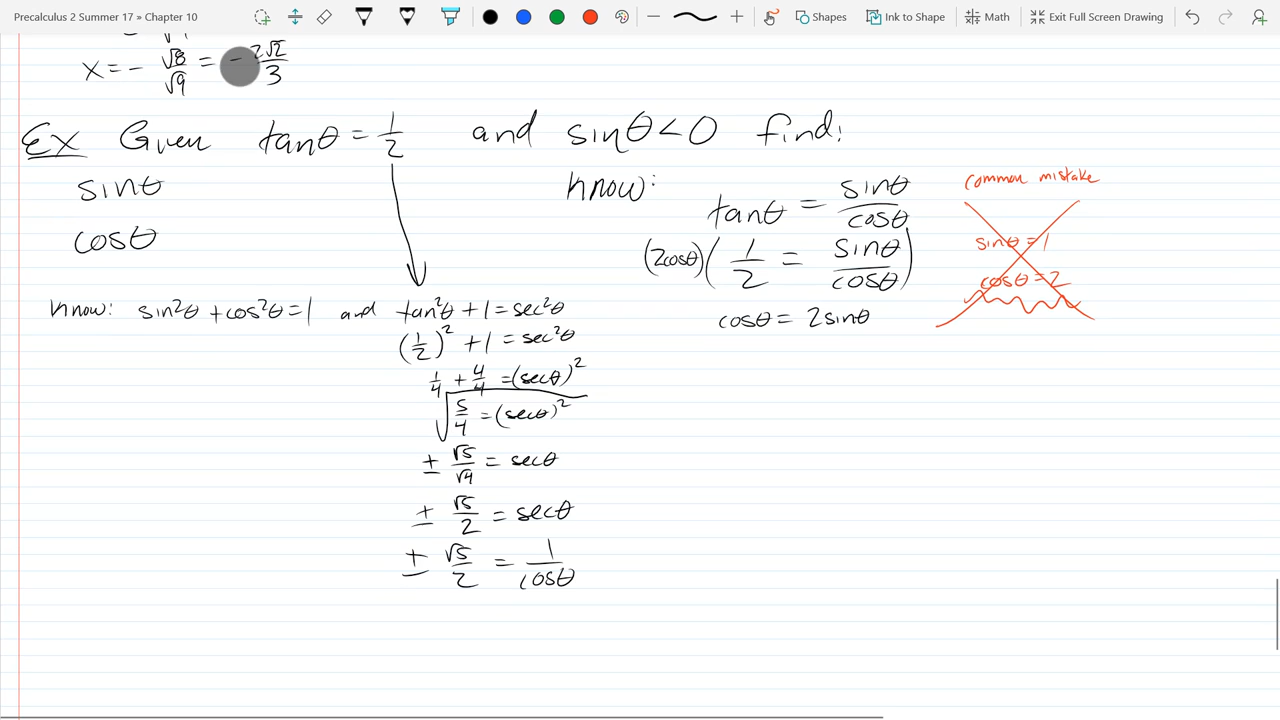 Precalculus 2 Summer 17 » Chapter 10
Shapes
Ink to Shape
Math
Exit Full Screen Drawing
x = - √8/√9 = - 2√2/3
Ex Given tanθ = 1/2 and sinθ < 0 find:
sinθ
cosθ
know:
tanθ = sinθ/cosθ
(2cosθ)(1/2 = sinθ/cosθ)
cosθ = 2sinθ
common mistake
sinθ = 1
cosθ = 2
know: sin²θ + cos²θ = 1 and tan²θ + 1 = sec²θ
(1/2)² + 1 = sec²θ
1/4 + 4/4 = (secθ)²
√5/4 = (secθ)²
± √5/√4 = secθ
± √5/2 = secθ
± √5/2 = 1/cosθ